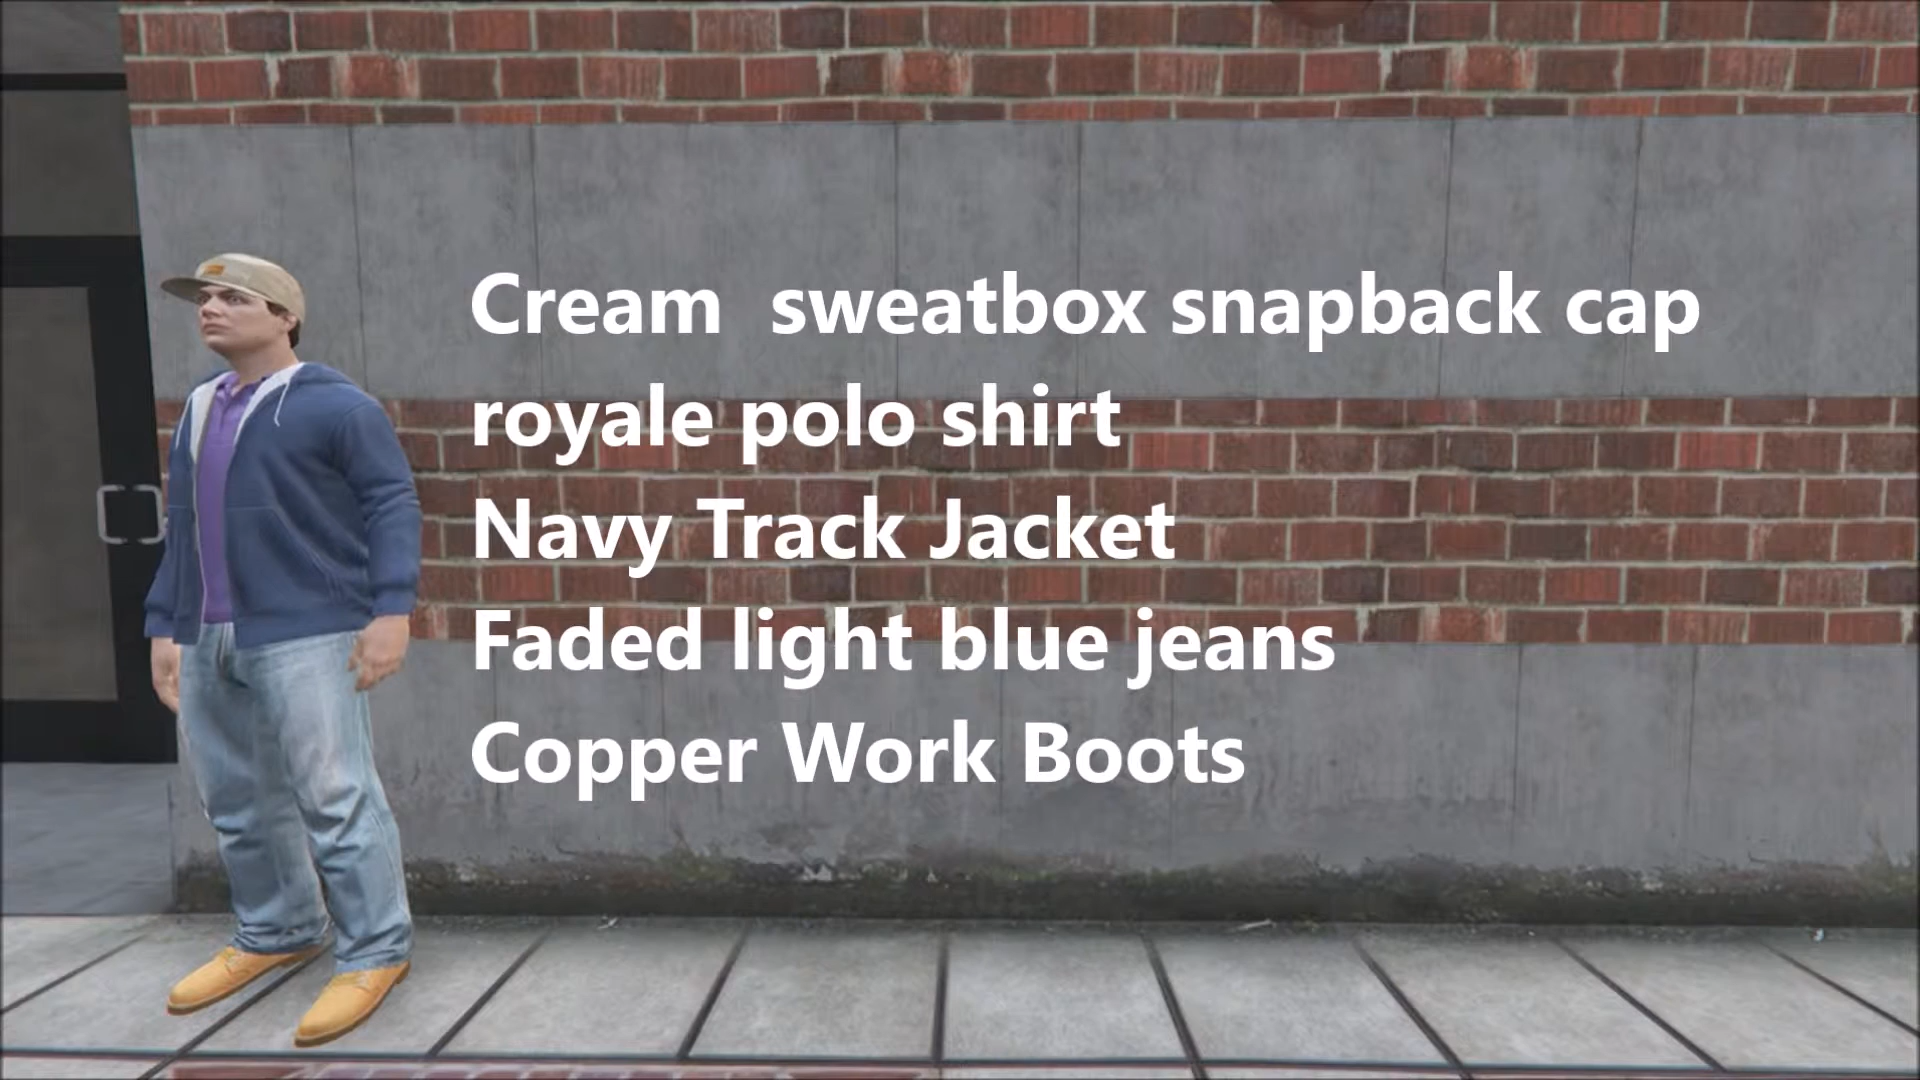 Cream  sweatbox snapback cap
royale polo shirt
Navy Track Jacket
Faded light blue jeans
Copper Work Boots